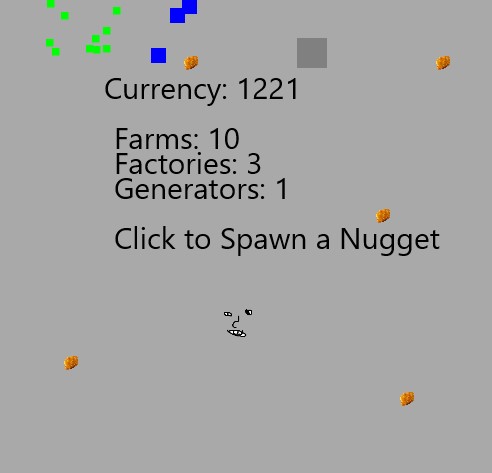 Currency: 1221
Farms: 10
Factories: 3
Generators: 1
Click to Spawn a Nugget